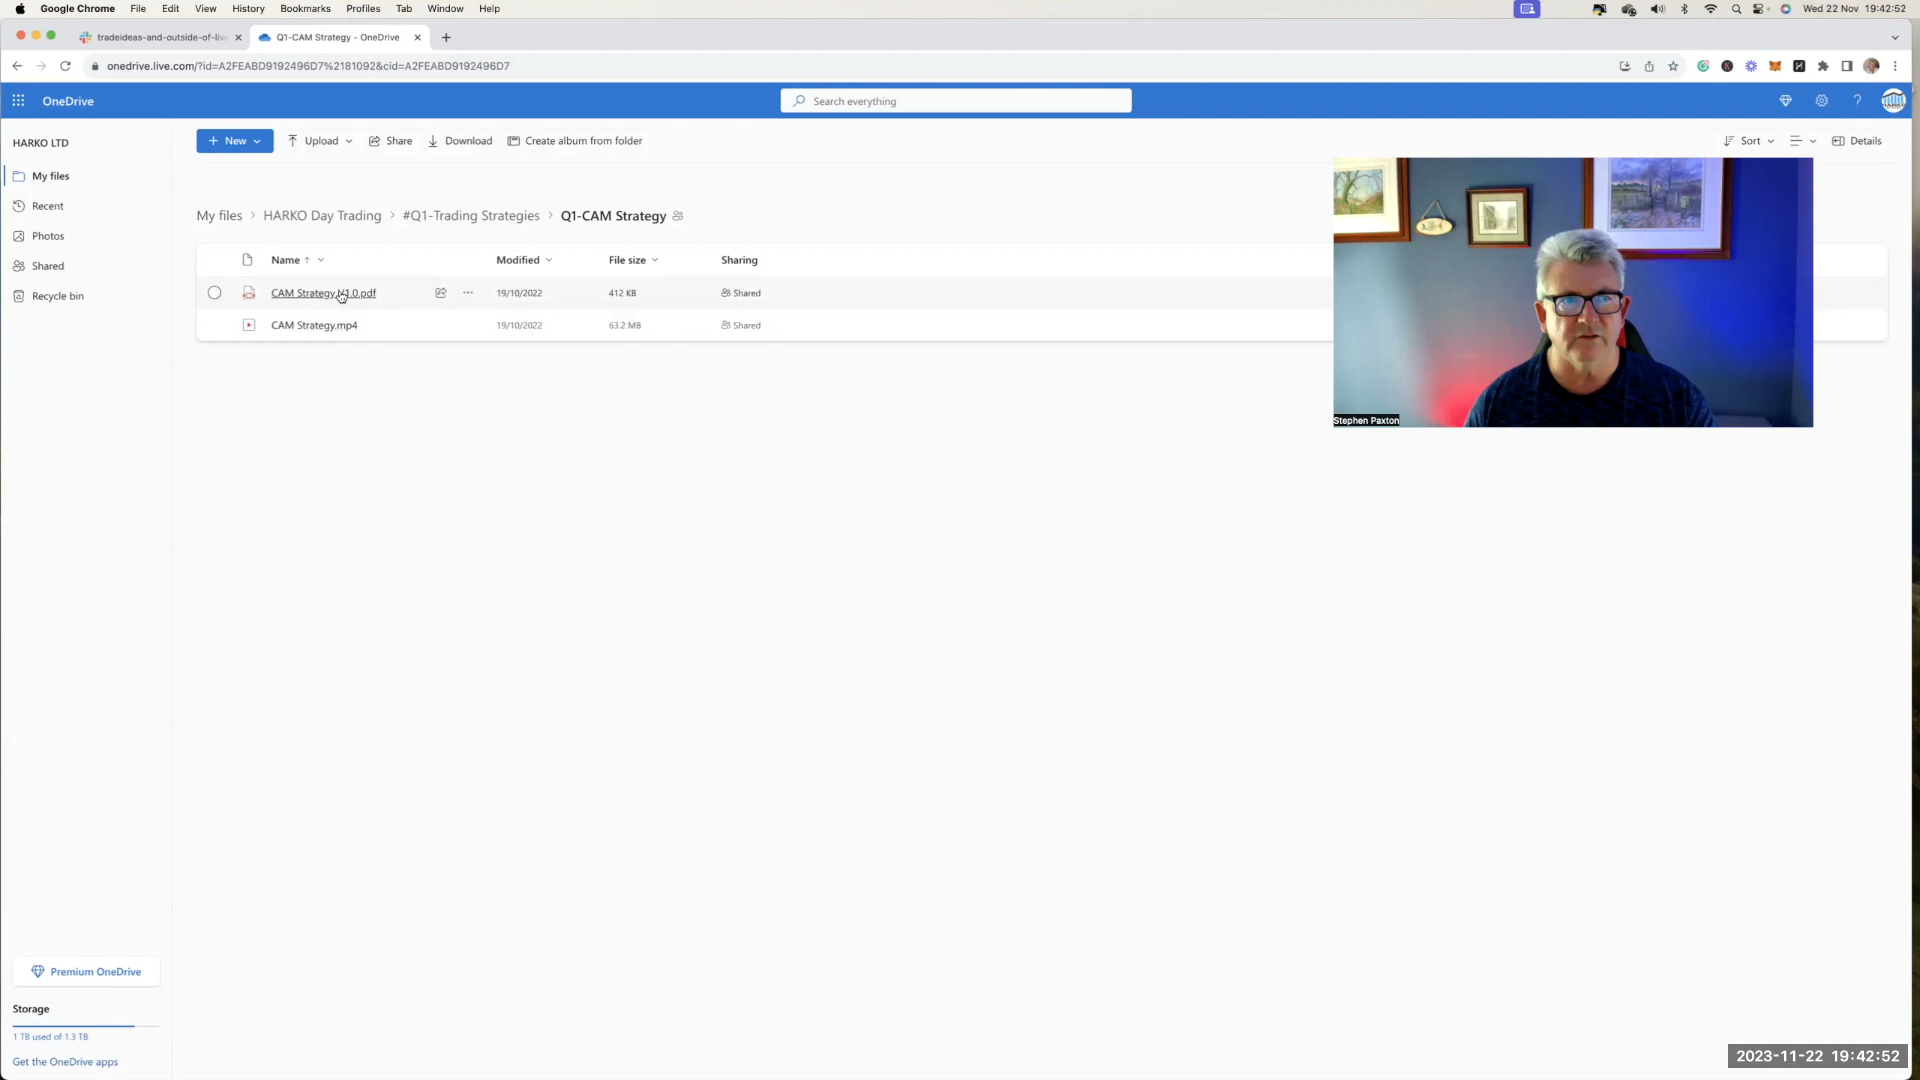 Google Chrome File Edit View History Bookmarks Profiles Tab Window Help Wed 22 Nov 19:42:52
tradeideas-and-outside-of-liv Q1-CAM Strategy - OneDrive
onedrive.live.com/?id=A2FEABD9192496D7%2181092&cid=A2FEABD9192496D7
OneDrive Search everything
HARKO LTD
New Upload Share Download Create album from folder Sort Details
My files
Recent
Photos
Shared
Recycle bin
My files > HARKO Day Trading > #Q1-Trading Strategies > Q1-CAM Strategy
Name Modified File size Sharing
CAM Strategy V1.0.pdf 19/10/2022 412 KB Shared
CAM Strategy.mp4 19/10/2022 63.2 MB Shared
Stephen Paxton
Premium OneDrive
Storage
1 TB used of 1.3 TB
Get the OneDrive apps
2023-11-22 19:42:52